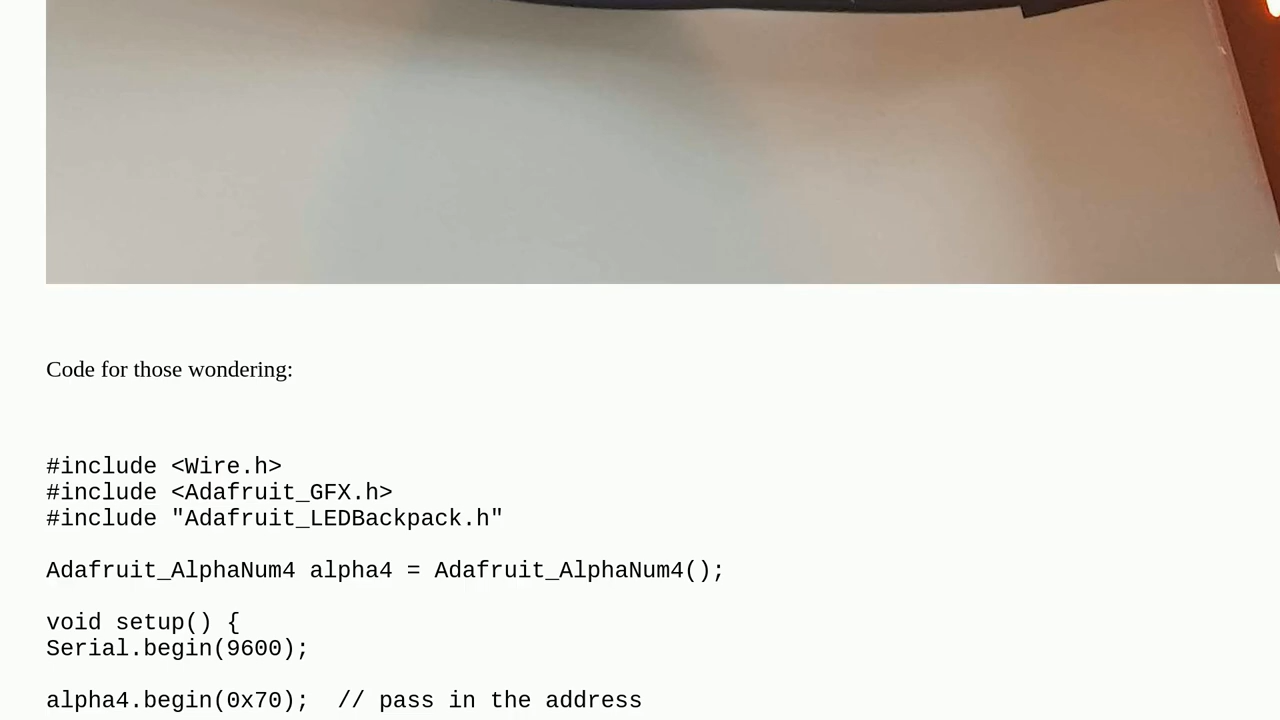 Code for those wondering:
#include <Wire.h>
#include <Adafruit_GFX.h>
#include "Adafruit_LEDBackpack.h"
Adafruit_AlphaNum4 alpha4 = Adafruit_AlphaNum4();
void setup() {
Serial.begin(9600);
alpha4.begin(0x70);  // pass in the address